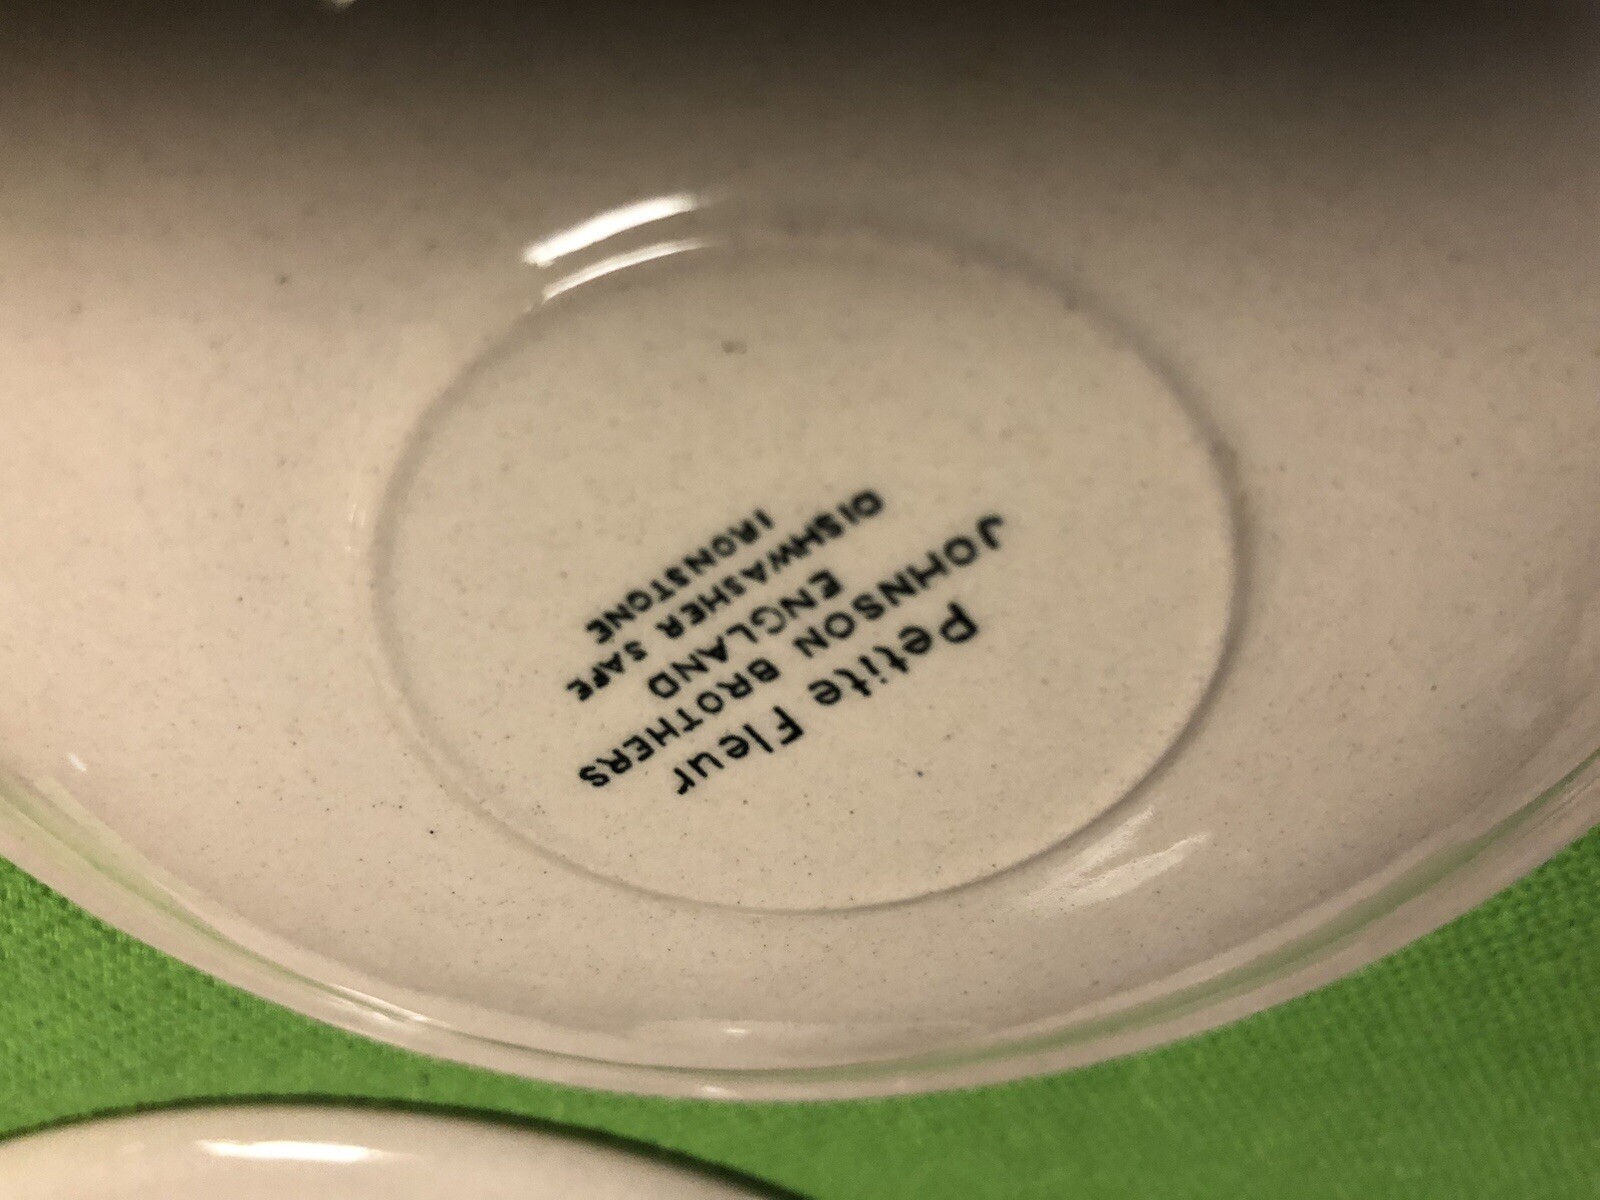 Petite Fleur
JOHNSON BROTHERS
ENGLAND
DISHWASHER SAFE
IRONSTONE